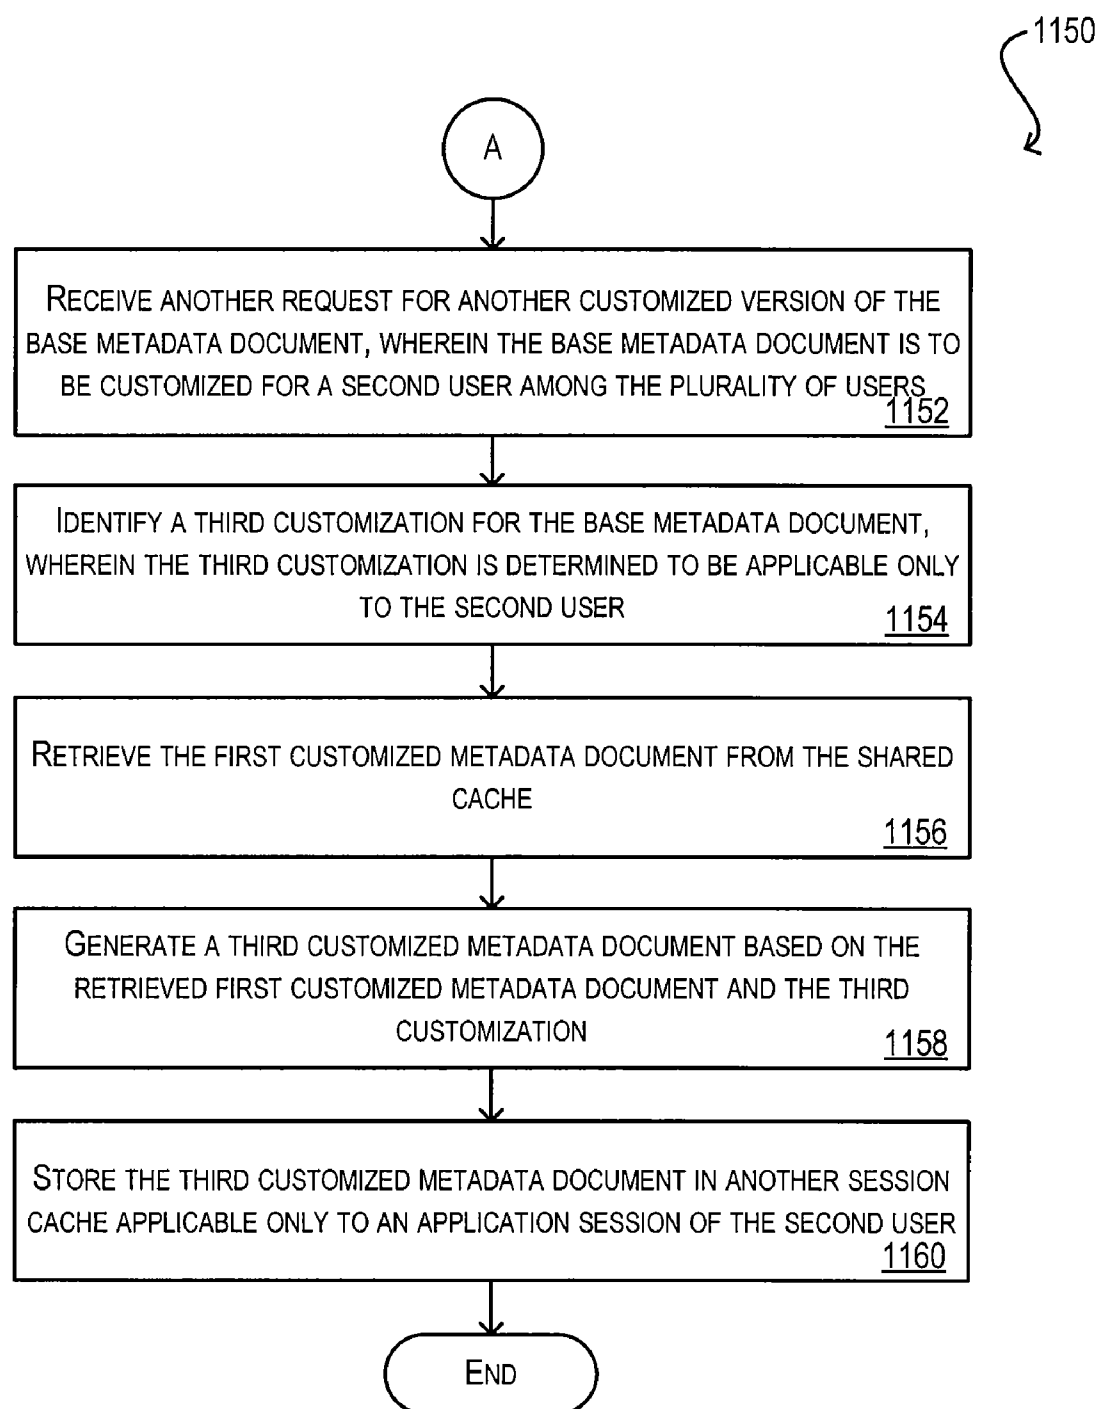 1150
A
RECEIVE ANOTHER REQUEST FOR ANOTHER CUSTOMIZED VERSION OF THE
BASE METADATA DOCUMENT, WHEREIN THE BASE METADATA DOCUMENT IS TO
BE CUSTOMIZED FOR A SECOND USER AMONG THE PLURALITY OF USERS
1152
IDENTIFY A THIRD CUSTOMIZATION FOR THE BASE METADATA DOCUMENT,
WHEREIN THE THIRD CUSTOMIZATION IS DETERMINED TO BE APPLICABLE ONLY
TO THE SECOND USER
1154
RETRIEVE THE FIRST CUSTOMIZED METADATA DOCUMENT FROM THE SHARED
CACHE
1156
GENERATE A THIRD CUSTOMIZED METADATA DOCUMENT BASED ON THE
RETRIEVED FIRST CUSTOMIZED METADATA DOCUMENT AND THE THIRD
CUSTOMIZATION
1158
STORE THE THIRD CUSTOMIZED METADATA DOCUMENT IN ANOTHER SESSION
CACHE APPLICABLE ONLY TO AN APPLICATION SESSION OF THE SECOND USER
1160
END